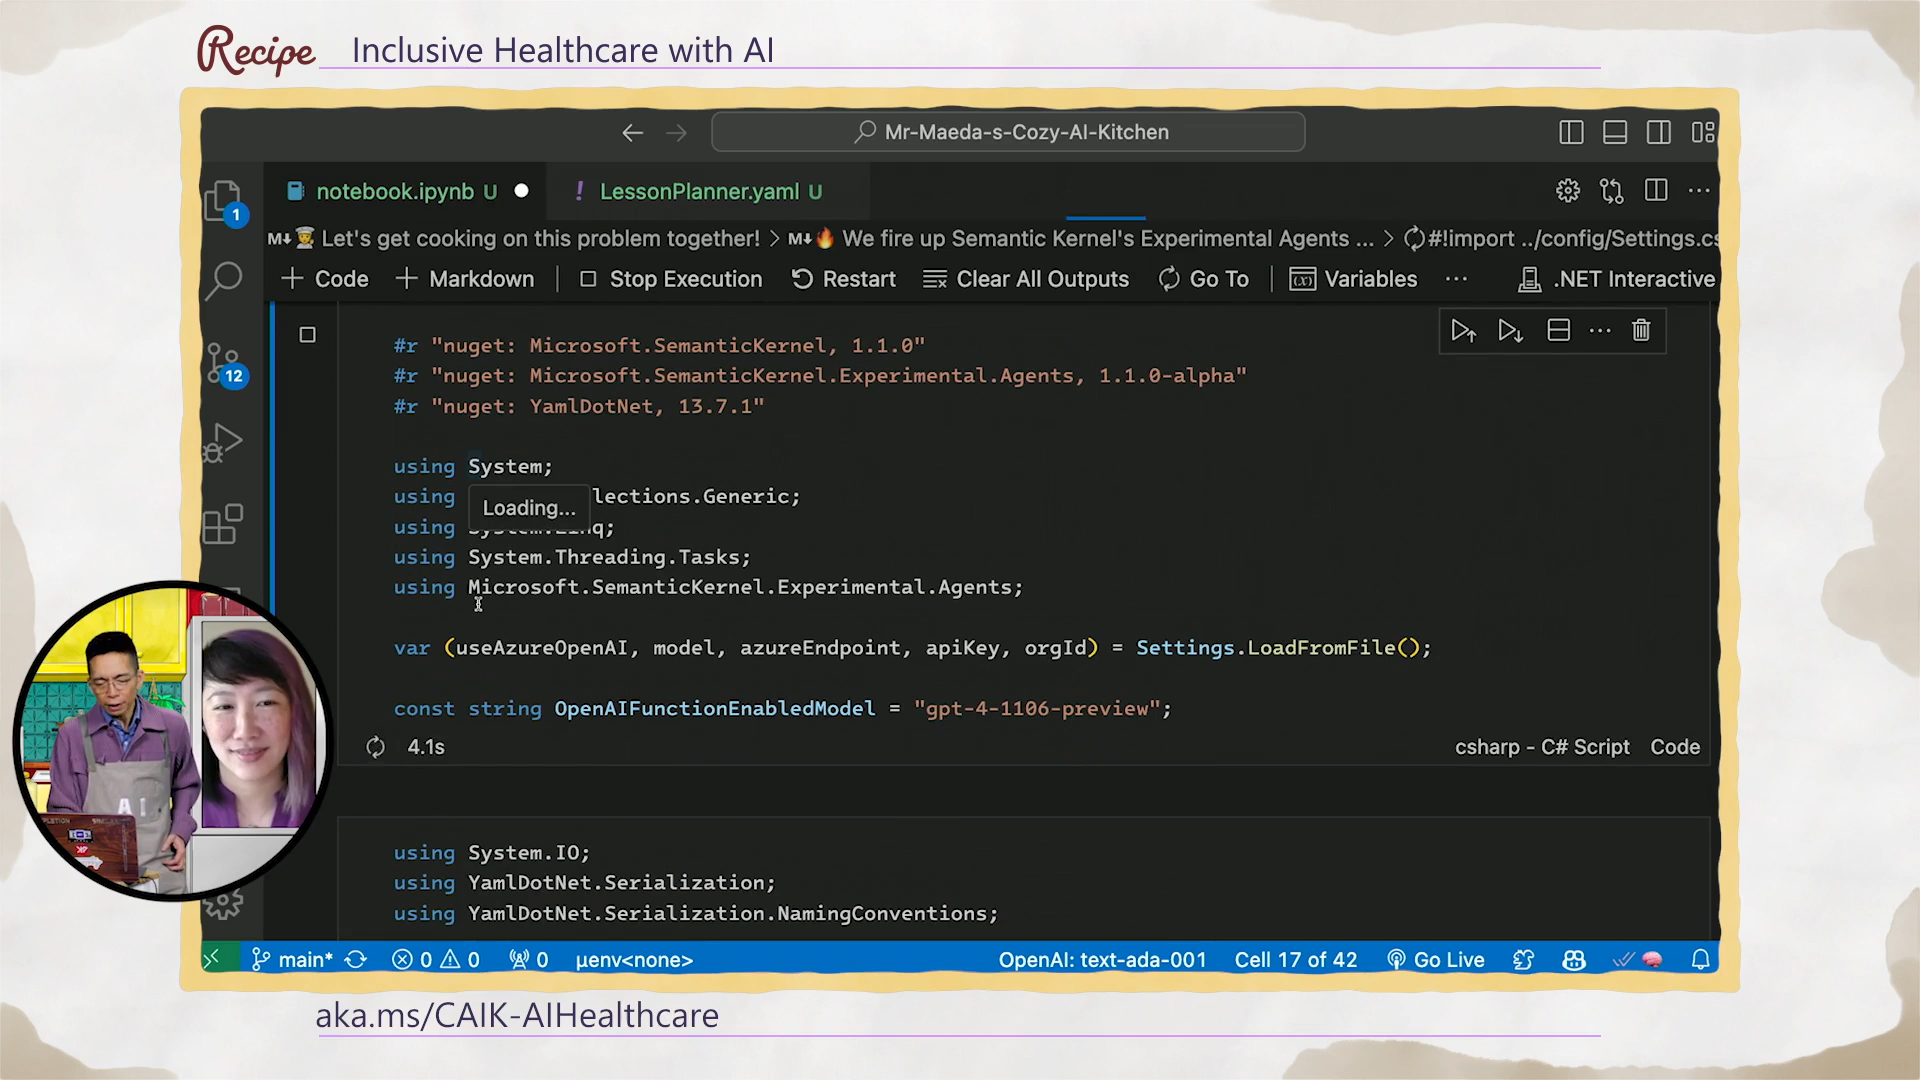 Recipe Inclusive Healthcare with AI
Mr-Maeda-s-Cozy-AI-Kitchen
notebook.ipynb U LessonPlanner.yaml U
1
M↓👨‍🍳 Let's get cooking on this problem together! > M↓🔥 We fire up Semantic Kernel's Experimental Agents ... > #!import ../config/Settings.cs
+ Code + Markdown Stop Execution Restart Clear All Outputs Go To Variables ... .NET Interactive
#r "nuget: Microsoft.SemanticKernel, 1.1.0"
#r "nuget: Microsoft.SemanticKernel.Experimental.Agents, 1.1.0-alpha"
12
#r "nuget: YamlDotNet, 13.7.1"
using System;
using lections.Generic;
Loading...
using System.Linq;
using System.Threading.Tasks;
using Microsoft.SemanticKernel.Experimental.Agents;
var (useAzureOpenAI, model, azureEndpoint, apiKey, orgId) = Settings.LoadFromFile();
const string OpenAIFunctionEnabledModel = "gpt-4-1106-preview";
4.1s csharp - C# Script Code
AI
using System.IO;
using YamlDotNet.Serialization;
using YamlDotNet.Serialization.NamingConventions;
main* 0 0 0 µenv<none> OpenAI: text-ada-001 Cell 17 of 42 Go Live
aka.ms/CAIK-AIHealthcare